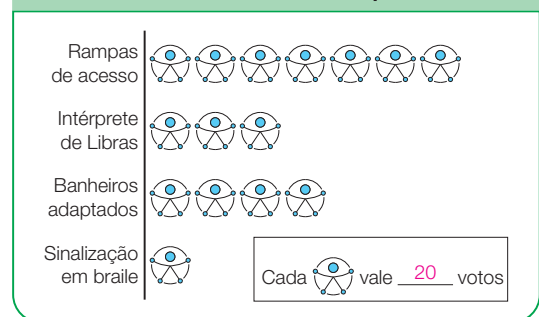 Rampas
de acesso
Intérprete
de Libras
Banheiros
adaptados
Sinalização
em braile
Cada vale 20 votos